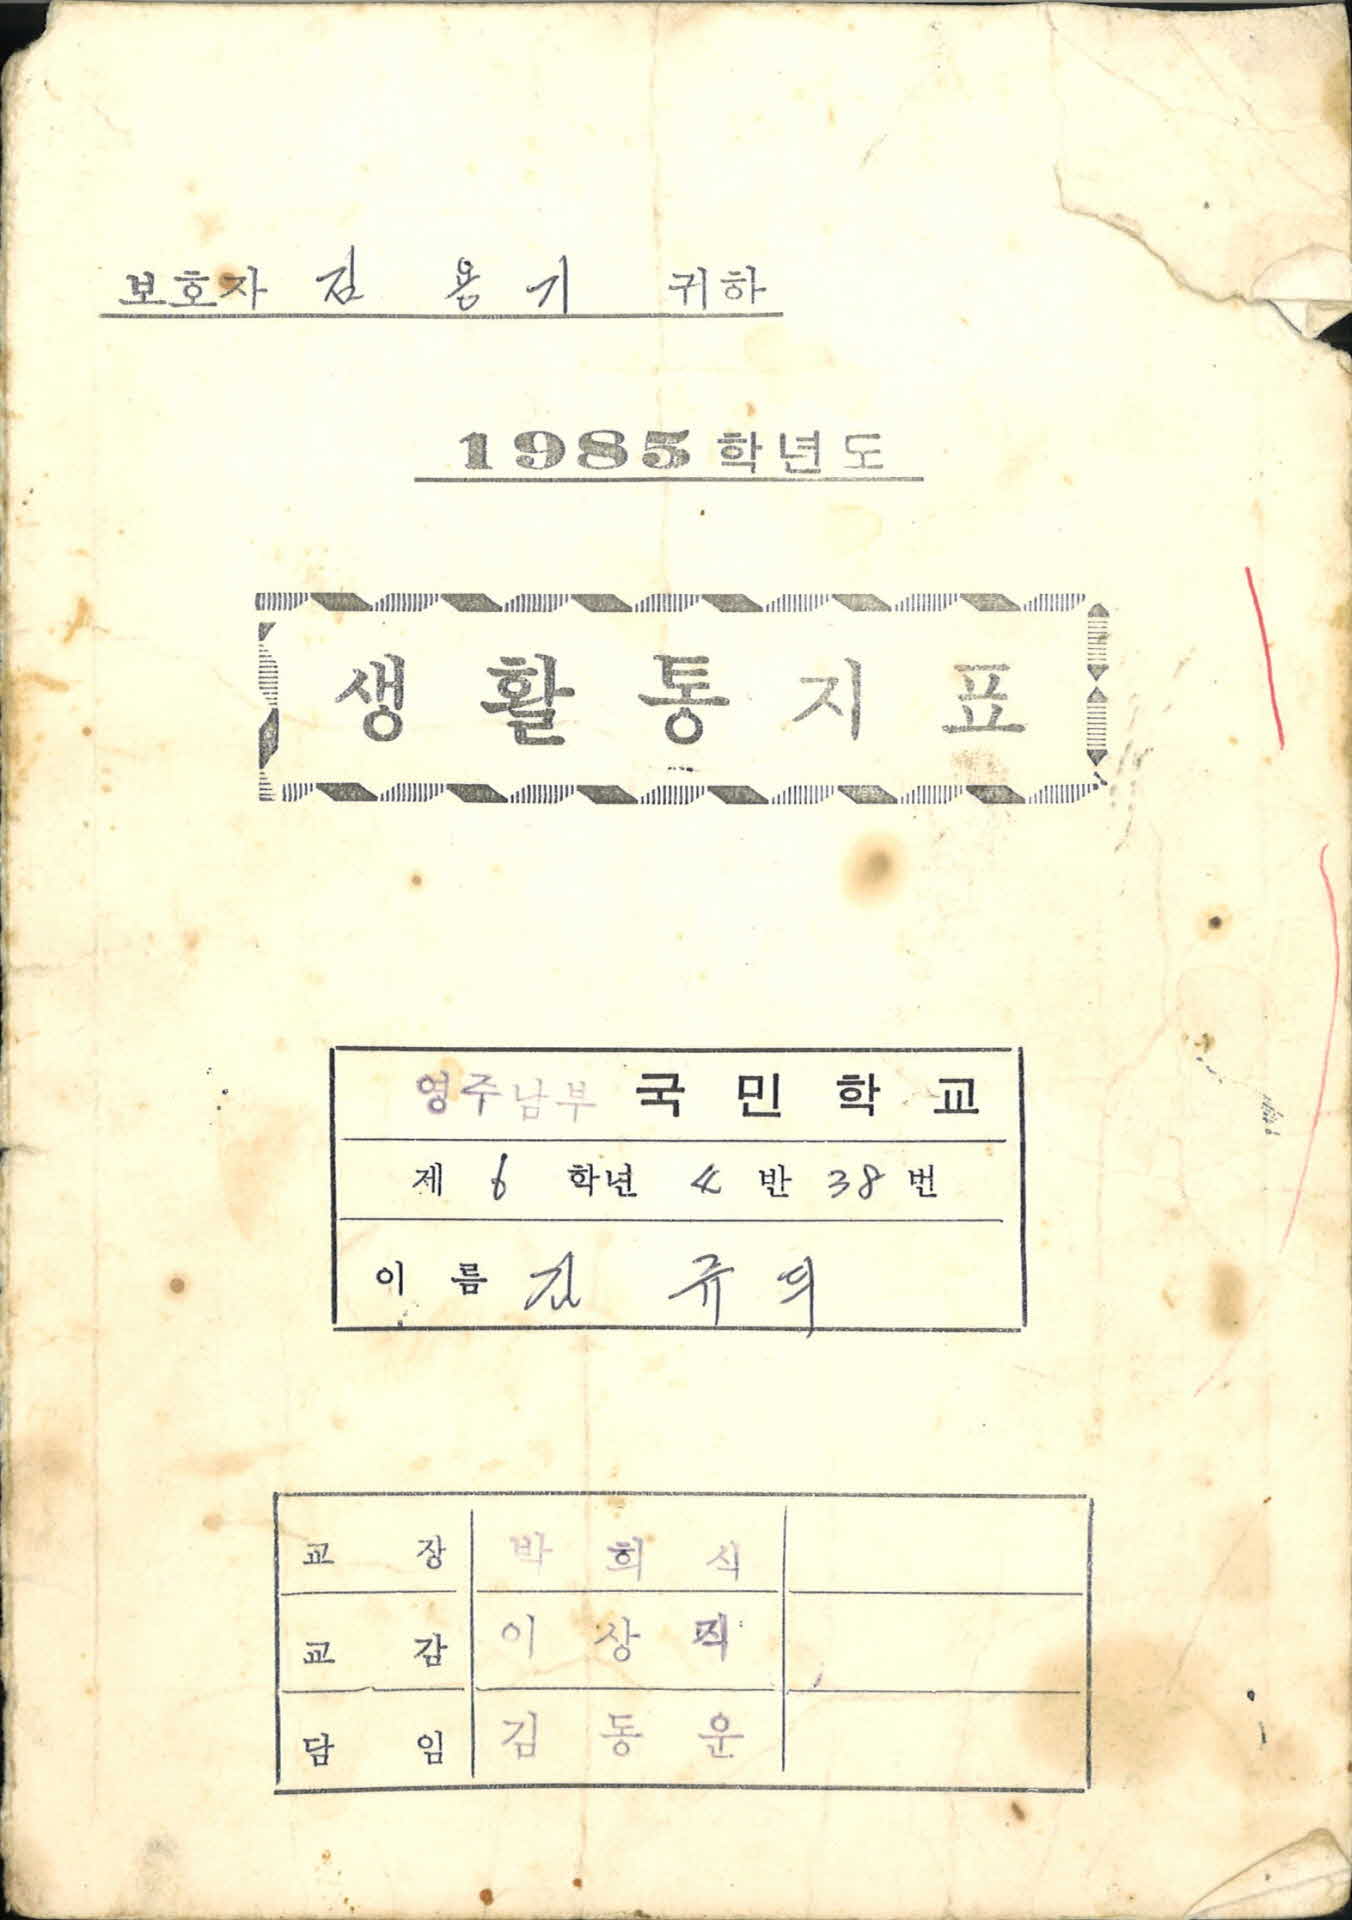 보호자 김 용 기 귀하
1985 학년도
생활통지표
영주남부 국민학교
제 6 학년 4 반 38 번
이름 김 규 덕
교장 박희식
교감 이상직
담임 김동운